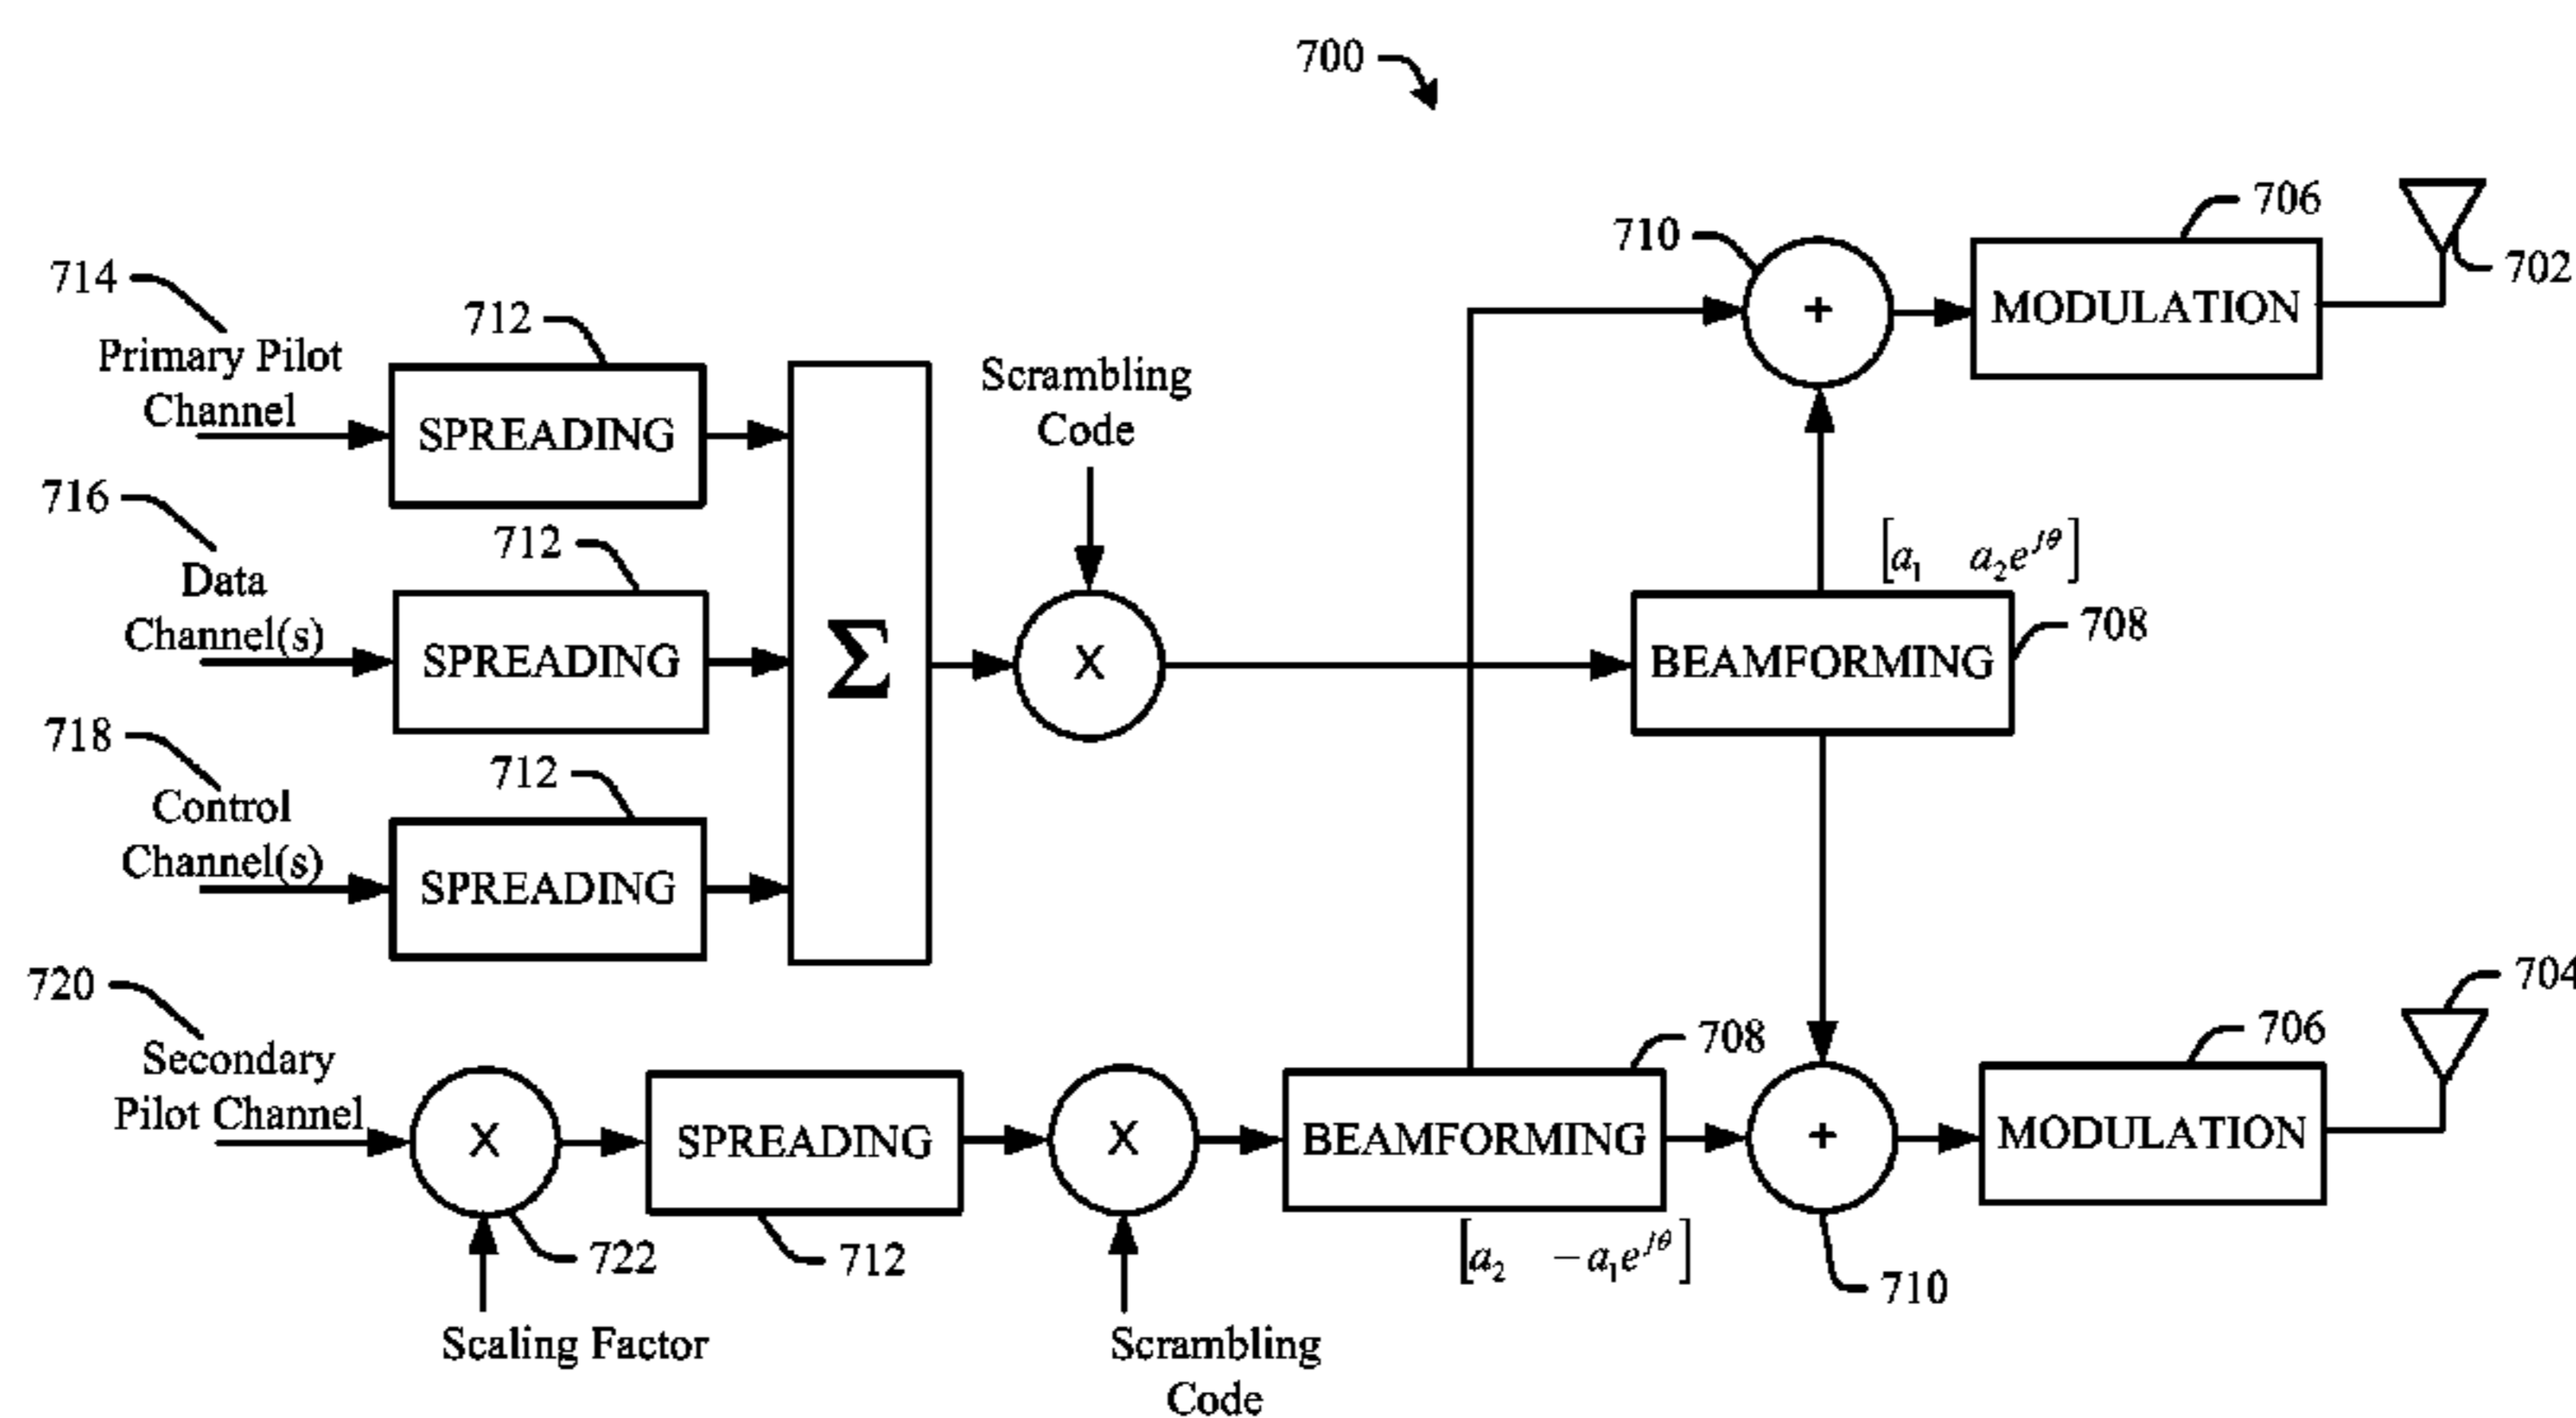 700
706
710
702
MODULATION
+
714
712
Primary Pilot
Channel
SPREADING
Scrambling
Code
716
712
Data
Channel(s)
SPREADING
Σ
X
[a₁ a₂e^{jθ}]
708
BEAMFORMING
718
712
Control
Channel(s)
SPREADING
720
Secondary
Pilot Channel
X
SPREADING
X
BEAMFORMING
708
+
706
MODULATION
704
722
712
[a₂ −a₁e^{jθ}]
710
Scaling Factor
Scrambling
Code